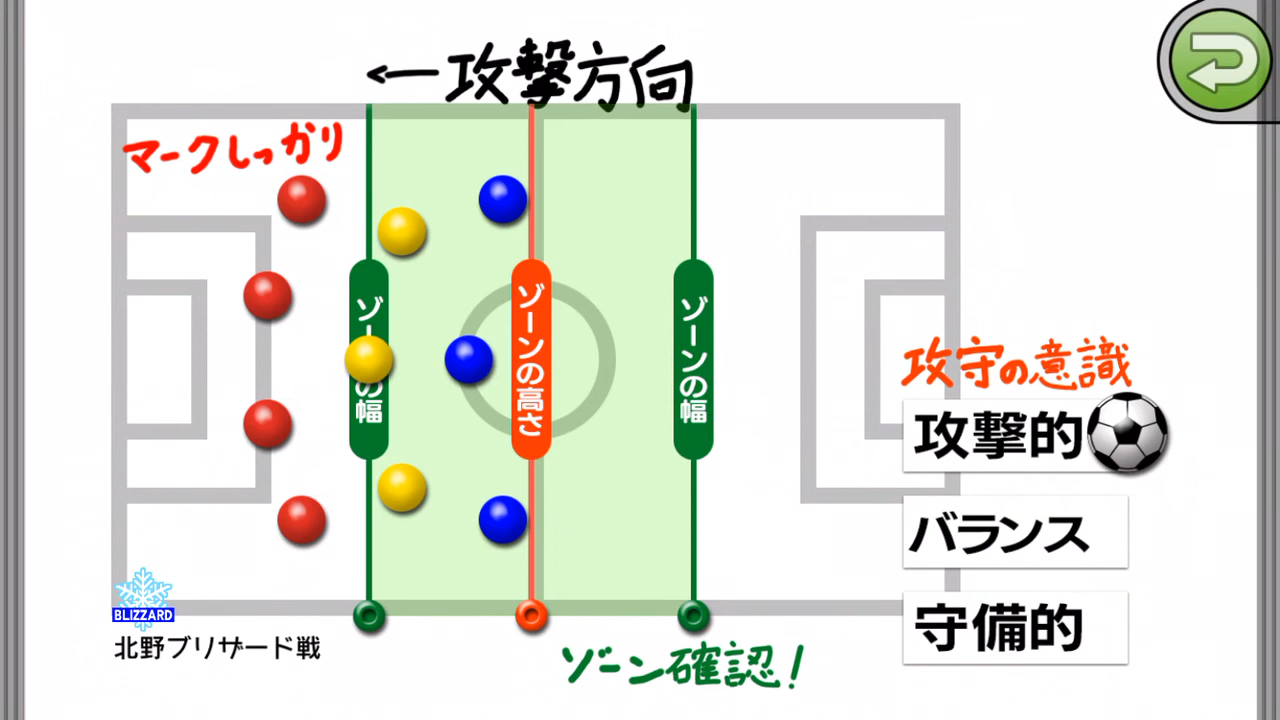 ←攻撃方向
マークしっかり
ゾーンの幅
ゾーンの高さ
ゾーンの幅
攻守の意識
攻撃的
バランス
守備的
BLIZZARD
北野ブリザード戦
ゾーン確認!